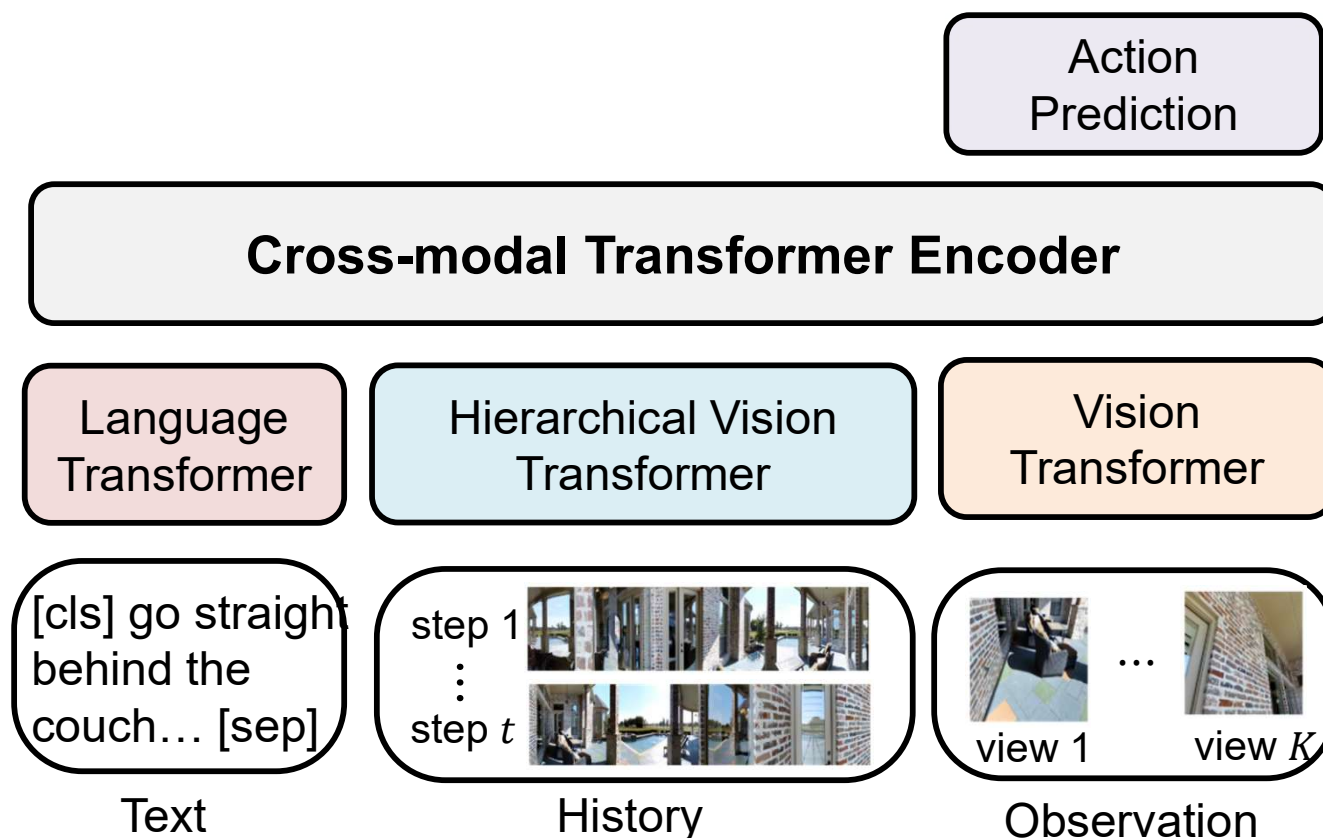 Action
Prediction
Cross-modal Transformer Encoder
Language
Transformer
Hierarchical Vision
Transformer
Vision
Transformer
[cls] go straight
behind the
couch… [sep]
step 1
⋮
step t
...
view 1
view K
Text
History
Observation